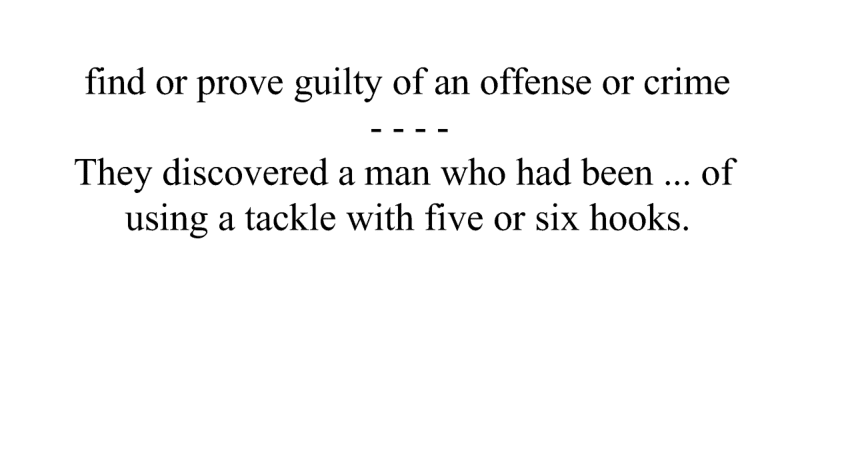 find or prove guilty of an offense or crime
- - - -
They discovered a man who had been ... of
using a tackle with five or six hooks.